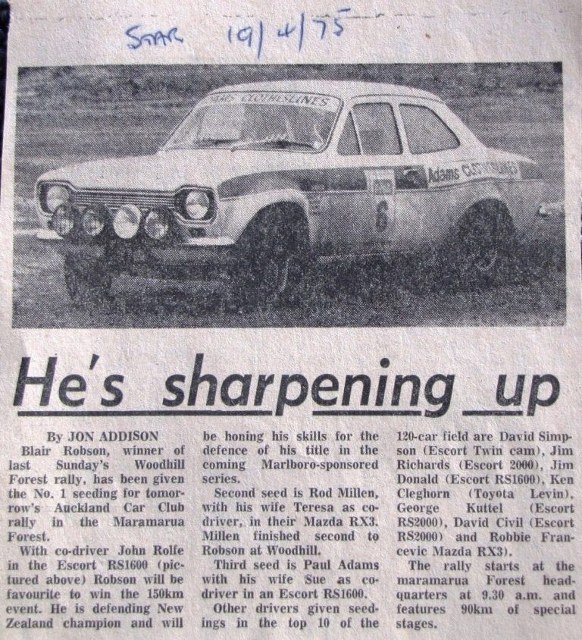 STAR 19/4/75
ADAMS CLOTHESLINES
Adams CLOTHESLINES
6
He's sharpening up
By JON ADDISON
Blair Robson, winner of
last Sunday's Woodhill
Forest rally, has been given
the No. 1 seeding for tomor-
row's Auckland Car Club
rally in the Maramarua
Forest.
With co-driver John Rolfe
in the Escort RS1600 (pic-
tured above) Robson will be
favourite to win the 150km
event. He is defending New
Zealand champion and will
be honing his skills for the
defence of his title in the
coming Marlboro-sponsored
series.
Second seed is Rod Millen,
with his wife Teresa as co-
driver, in their Mazda RX3.
Millen finished second to
Robson at Woodhill.
Third seed is Paul Adams
with his wife Sue as co-
driver in an Escort RS1600.
Other drivers given seed-
ings in the top 10 of the
120-car field are David Simp-
son (Escort Twin cam), Jim
Richards (Escort 2000), Jim
Donald (Escort RS1600), Ken
Cleghorn (Toyota Levin),
George Kuttel (Escort
RS2000), David Civil (Escort
RS2000) and Robbie Fran-
cevic Mazda RX3).
The rally starts at the
maramarua Forest head-
quarters at 9.30 a.m. and
features 90km of special
stages.